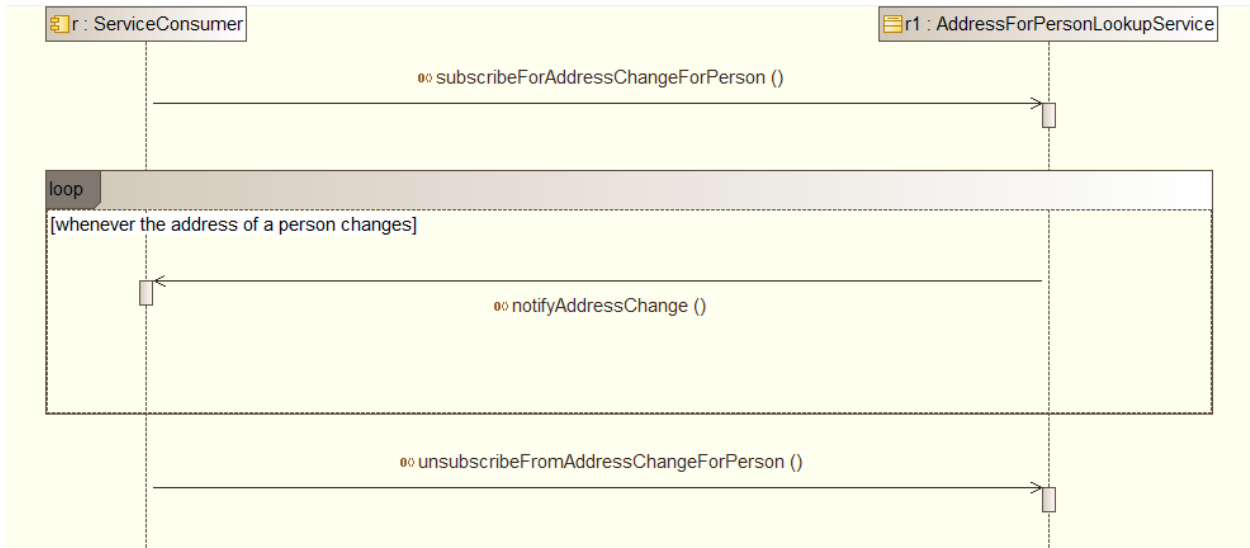 r : ServiceConsumer
r1 : AddressForPersonLookupService
subscribeForAddressChangeForPerson ()
loop
[whenever the address of a person changes]
notifyAddressChange ()
unsubscribeFromAddressChangeForPerson ()